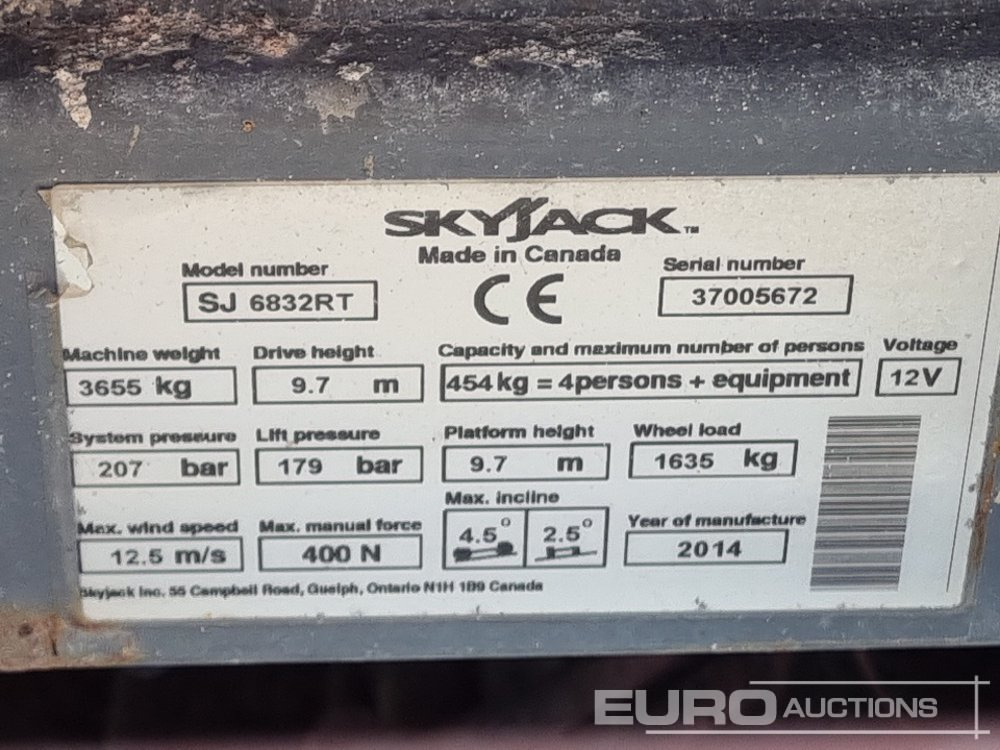 SKYJACK™
Made in Canada
CE
Model number
SJ 6832RT
Serial number
37005672
Machine weight
3655 kg
Drive height
9.7 m
Capacity and maximum number of persons
454kg = 4persons + equipment
Voltage
12V
System pressure
207 bar
Lift pressure
179 bar
Platform height
9.7 m
Wheel load
1635 kg
Max. wind speed
12.5 m/s
Max. manual force
400 N
Max. incline
4.5° 2.5°
Year of manufacture
2014
Skyjack Inc. 55 Campbell Road, Guelph, Ontario N1H 1B9 Canada
EURO AUCTIONS